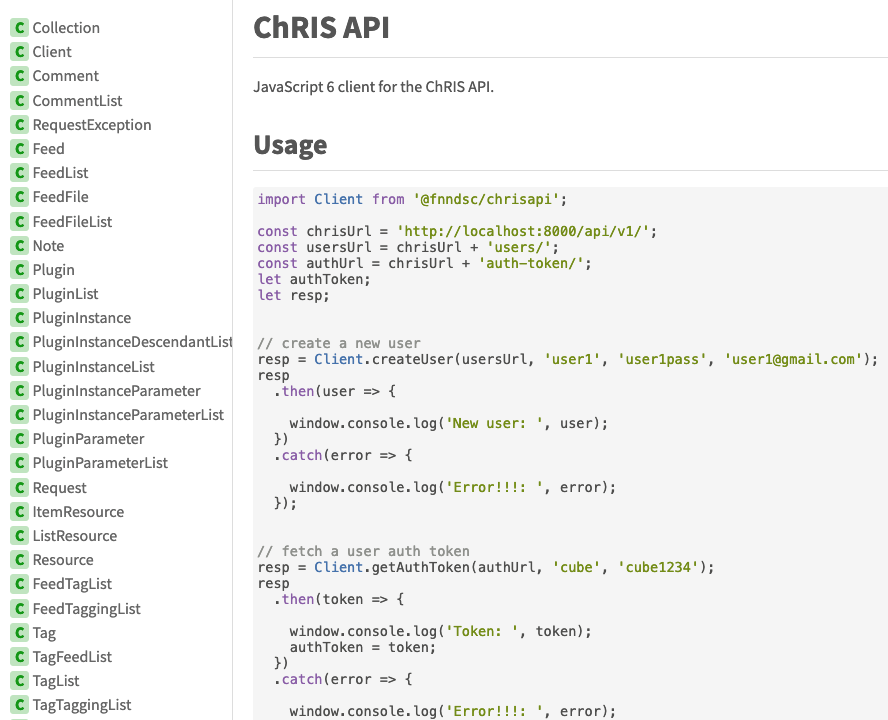 C Collection
C Client
C Comment
C CommentList
C RequestException
C Feed
C FeedList
C FeedFile
C FeedFileList
C Note
C Plugin
C PluginList
C PluginInstance
C PluginInstanceDescendantList
C PluginInstanceList
C PluginInstanceParameter
C PluginInstanceParameterList
C PluginParameter
C PluginParameterList
C Request
C ItemResource
C ListResource
C Resource
C FeedTagList
C FeedTaggingList
C Tag
C TagFeedList
C TagList
C TagTaggingList
ChRIS API
JavaScript 6 client for the ChRIS API.
Usage
import Client from '@fnndsc/chrisapi';
const chrisUrl = 'http://localhost:8000/api/v1/';
const usersUrl = chrisUrl + 'users/';
const authUrl = chrisUrl + 'auth-token/';
let authToken;
let resp;
// create a new user
resp = Client.createUser(usersUrl, 'user1', 'user1pass', 'user1@gmail.com');
resp
  .then(user => {
    window.console.log('New user: ', user);
  })
  .catch(error => {
    window.console.log('Error!!!: ', error);
  });
// fetch a user auth token
resp = Client.getAuthToken(authUrl, 'cube', 'cube1234');
resp
  .then(token => {
    window.console.log('Token: ', token);
    authToken = token;
  })
  .catch(error => {
    window.console.log('Error!!!: ', error);